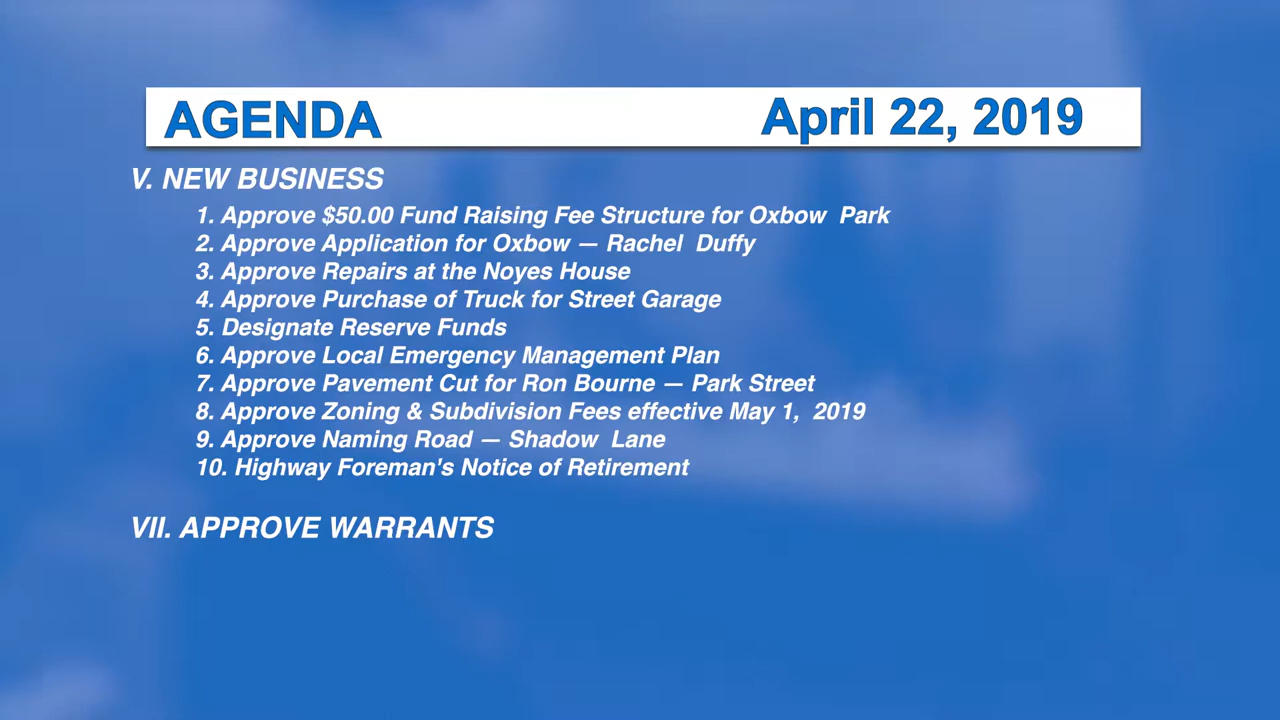 AGENDA April 22, 2019
V. NEW BUSINESS
1. Approve $50.00 Fund Raising Fee Structure for Oxbow Park
2. Approve Application for Oxbow — Rachel Duffy
3. Approve Repairs at the Noyes House
4. Approve Purchase of Truck for Street Garage
5. Designate Reserve Funds
6. Approve Local Emergency Management Plan
7. Approve Pavement Cut for Ron Bourne — Park Street
8. Approve Zoning & Subdivision Fees effective May 1, 2019
9. Approve Naming Road — Shadow Lane
10. Highway Foreman's Notice of Retirement
VII. APPROVE WARRANTS